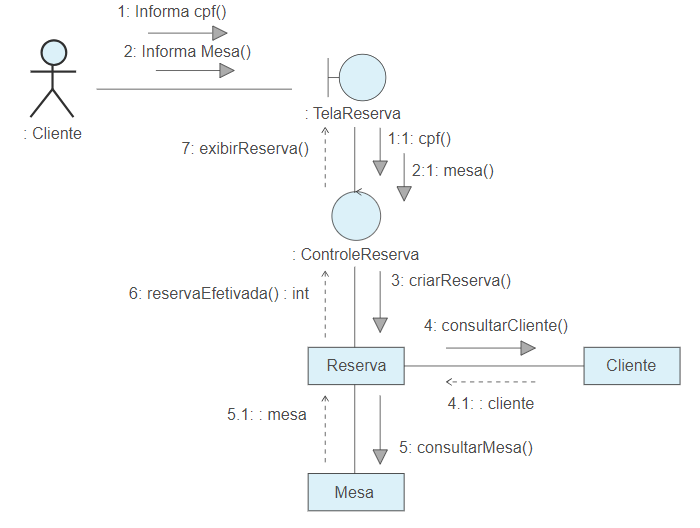 1: Informa cpf()
2: Informa Mesa()
: Cliente
: TelaReserva
7: exibirReserva()
1:1: cpf()
2:1: mesa()
: ControleReserva
6: reservaEfetivada() : int
3: criarReserva()
4: consultarCliente()
Reserva
Cliente
4.1: : cliente
5.1: : mesa
5: consultarMesa()
Mesa